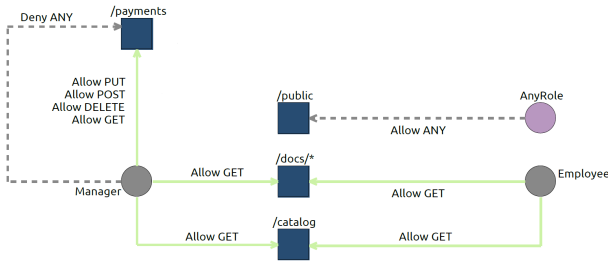 /payments
Deny ANY
Allow PUT
Allow POST
Allow DELETE
Allow GET
/public
AnyRole
Allow ANY
/docs/*
Allow GET
Employee
Allow GET
Manager
/catalog
Allow GET
Allow GET